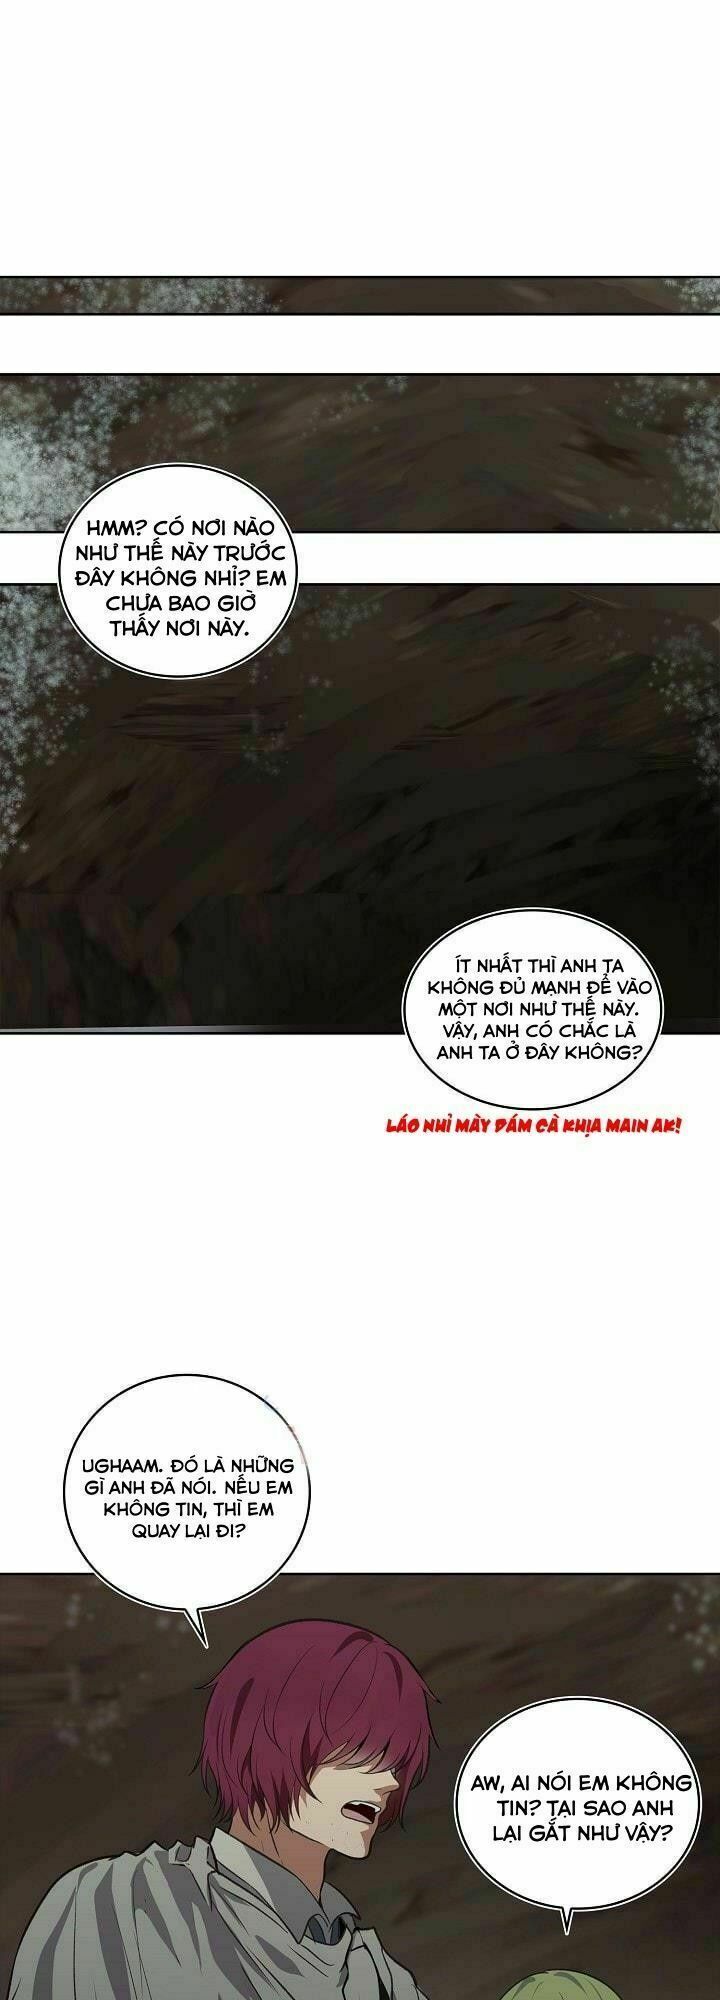 HMM? CÓ NƠI NÀO
NHƯ THẾ NÀY TRƯỚC
ĐÂY KHÔNG NHỈ? EM
CHƯA BAO GIỜ
THẤY NƠI NÀY.
ÍT NHẤT THÌ ANH TA
KHÔNG ĐỦ MẠNH ĐỂ VÀO
MỘT NƠI NHƯ THẾ NÀY.
VẬY, ANH CÓ CHẮC LÀ
ANH TA Ở ĐÂY KHÔNG?
LÁO NHỈ MÀY DÁM CÀ KHỊA MAIN AK!
UGHAAM. ĐÓ LÀ NHỮNG
GÌ ANH ĐÃ NÓI. NẾU EM
KHÔNG TIN, THÌ EM
QUAY LẠI ĐI?
AW, AI NÓI EM KHÔNG
TIN? TẠI SAO ANH
LẠI GẮT NHƯ VẬY?